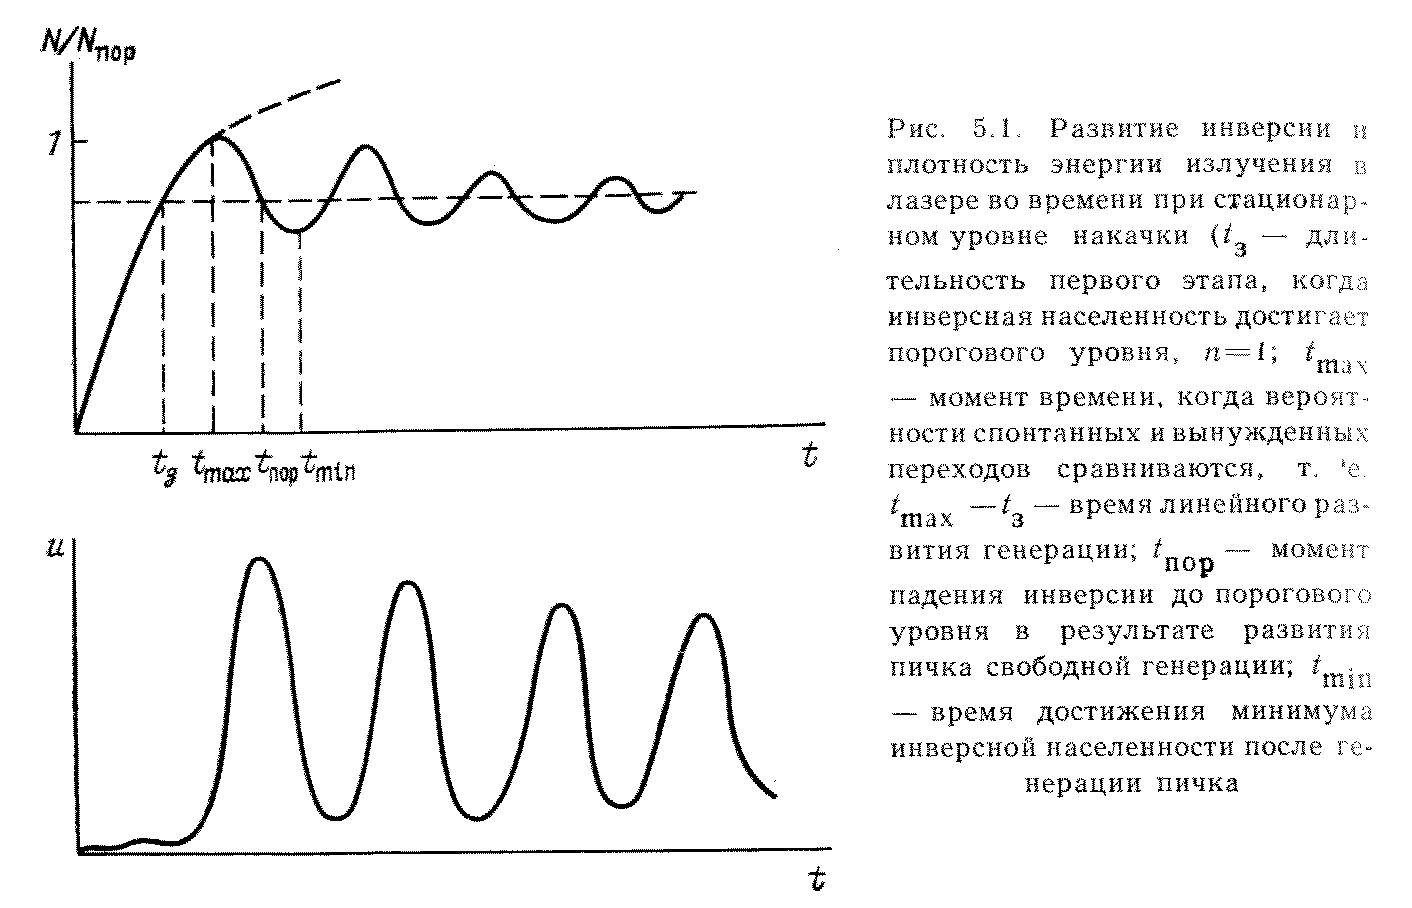 N/Nпор
1
tз tmax tпор tmin
t
u
t
Рис. 5.1. Развитие инверсии и
плотность энергии излучения в
лазере во времени при стационар-
ном уровне накачки (tз — дли-
тельность первого этапа, когда
инверсная населенность достигает
порогового уровня, n=1; tmax
— момент времени, когда вероят-
ности спонтанных и вынужденных
переходов сравниваются, т. е.
tmax —tз — время линейного раз-
вития генерации; tпор — момент
падения инверсии до порогового
уровня в результате развития
пичка свободной генерации; tmin
— время достижения минимума
инверсной населенности после ге-
нерации пичка